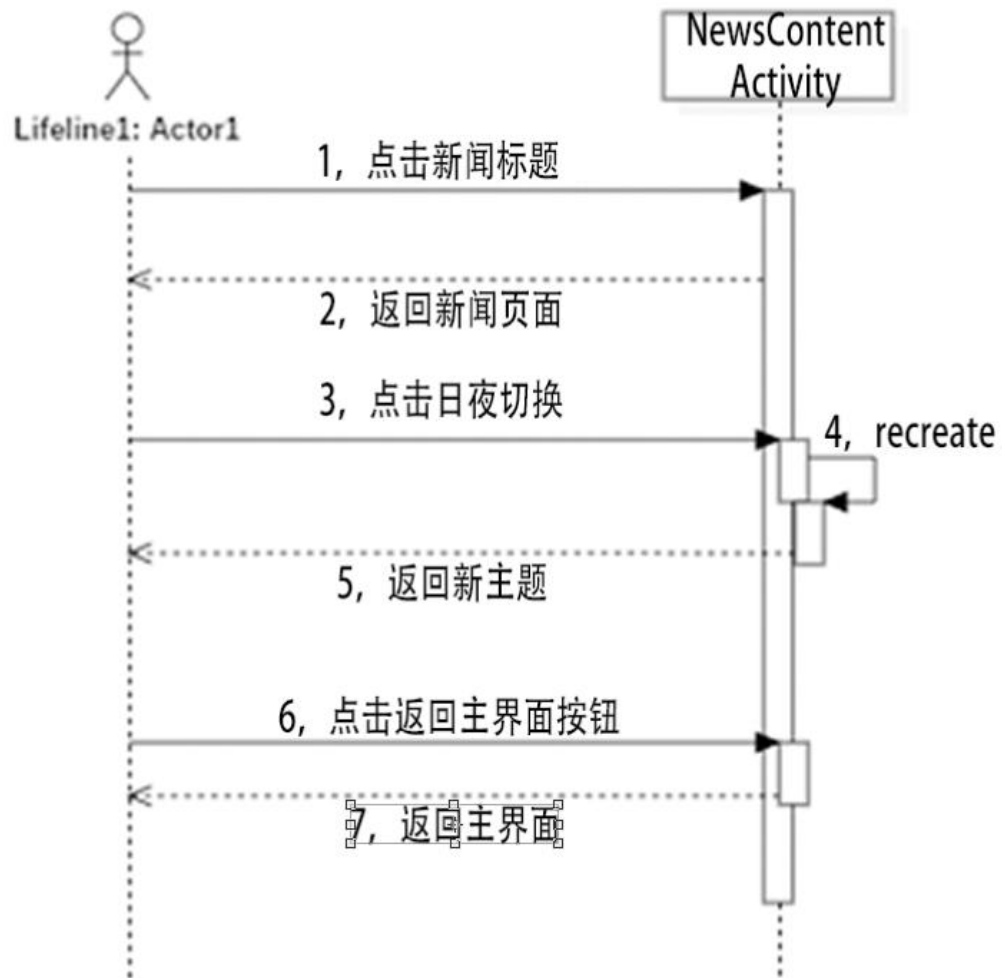 NewsContent
Activity
Lifeline1: Actor1
1，点击新闻标题
2，返回新闻页面
3，点击日夜切换
4，recreate
5，返回新主题
6，点击返回主界面按钮
7，返回主界面